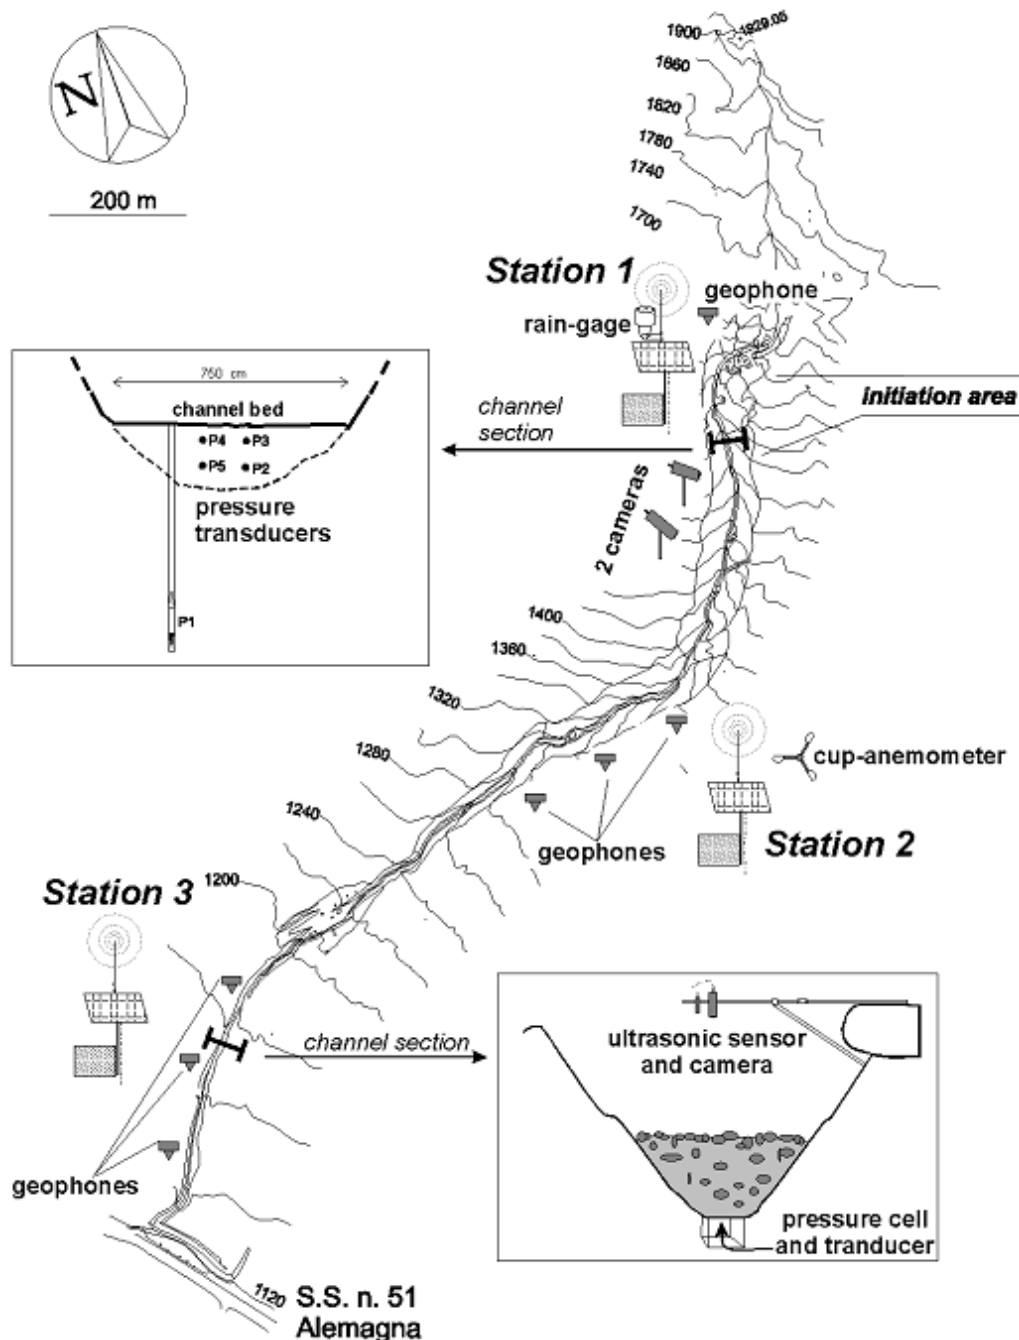 1900
1929.05
1860
1820
1780
1740
1700
N
200 m
Station 1
geophone
rain-gage
initiation area
channel
section
750 cm
channel bed
P4
P3
P5
P2
pressure
transducers
P1
2 cameras
1400
1360
1320
1280
1240
1200
cup-anemometer
geophones
Station 2
Station 3
channel section
ultrasonic sensor
and camera
geophones
pressure cell
and tranducer
1120
S.S. n. 51
Alemagna